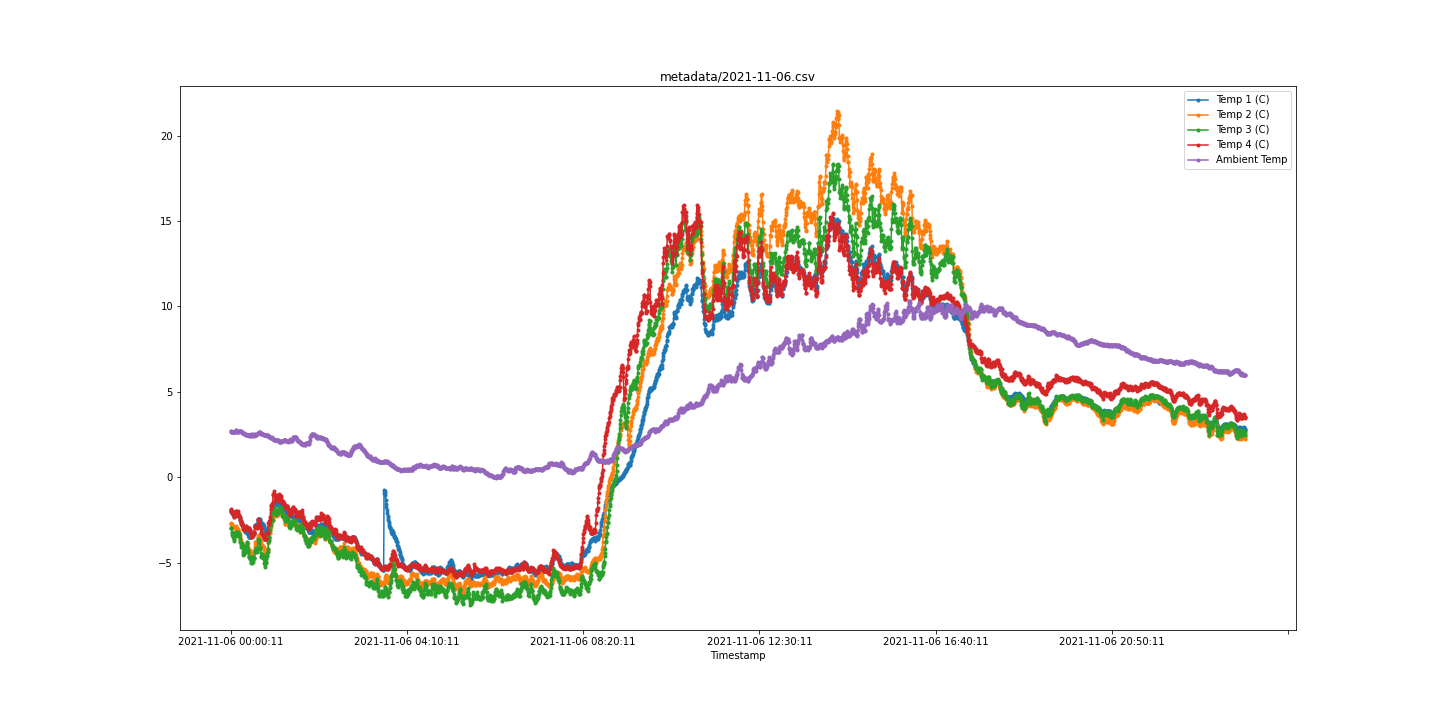 metadata/2021-11-06.csv
Temp 1 (C)
Temp 2 (C)
Temp 3 (C)
Temp 4 (C)
Ambient Temp
20
15
10
5
0
−5
2021-11-06 00:00:11
2021-11-06 04:10:11
2021-11-06 08:20:11
2021-11-06 12:30:11
2021-11-06 16:40:11
2021-11-06 20:50:11
Timestamp